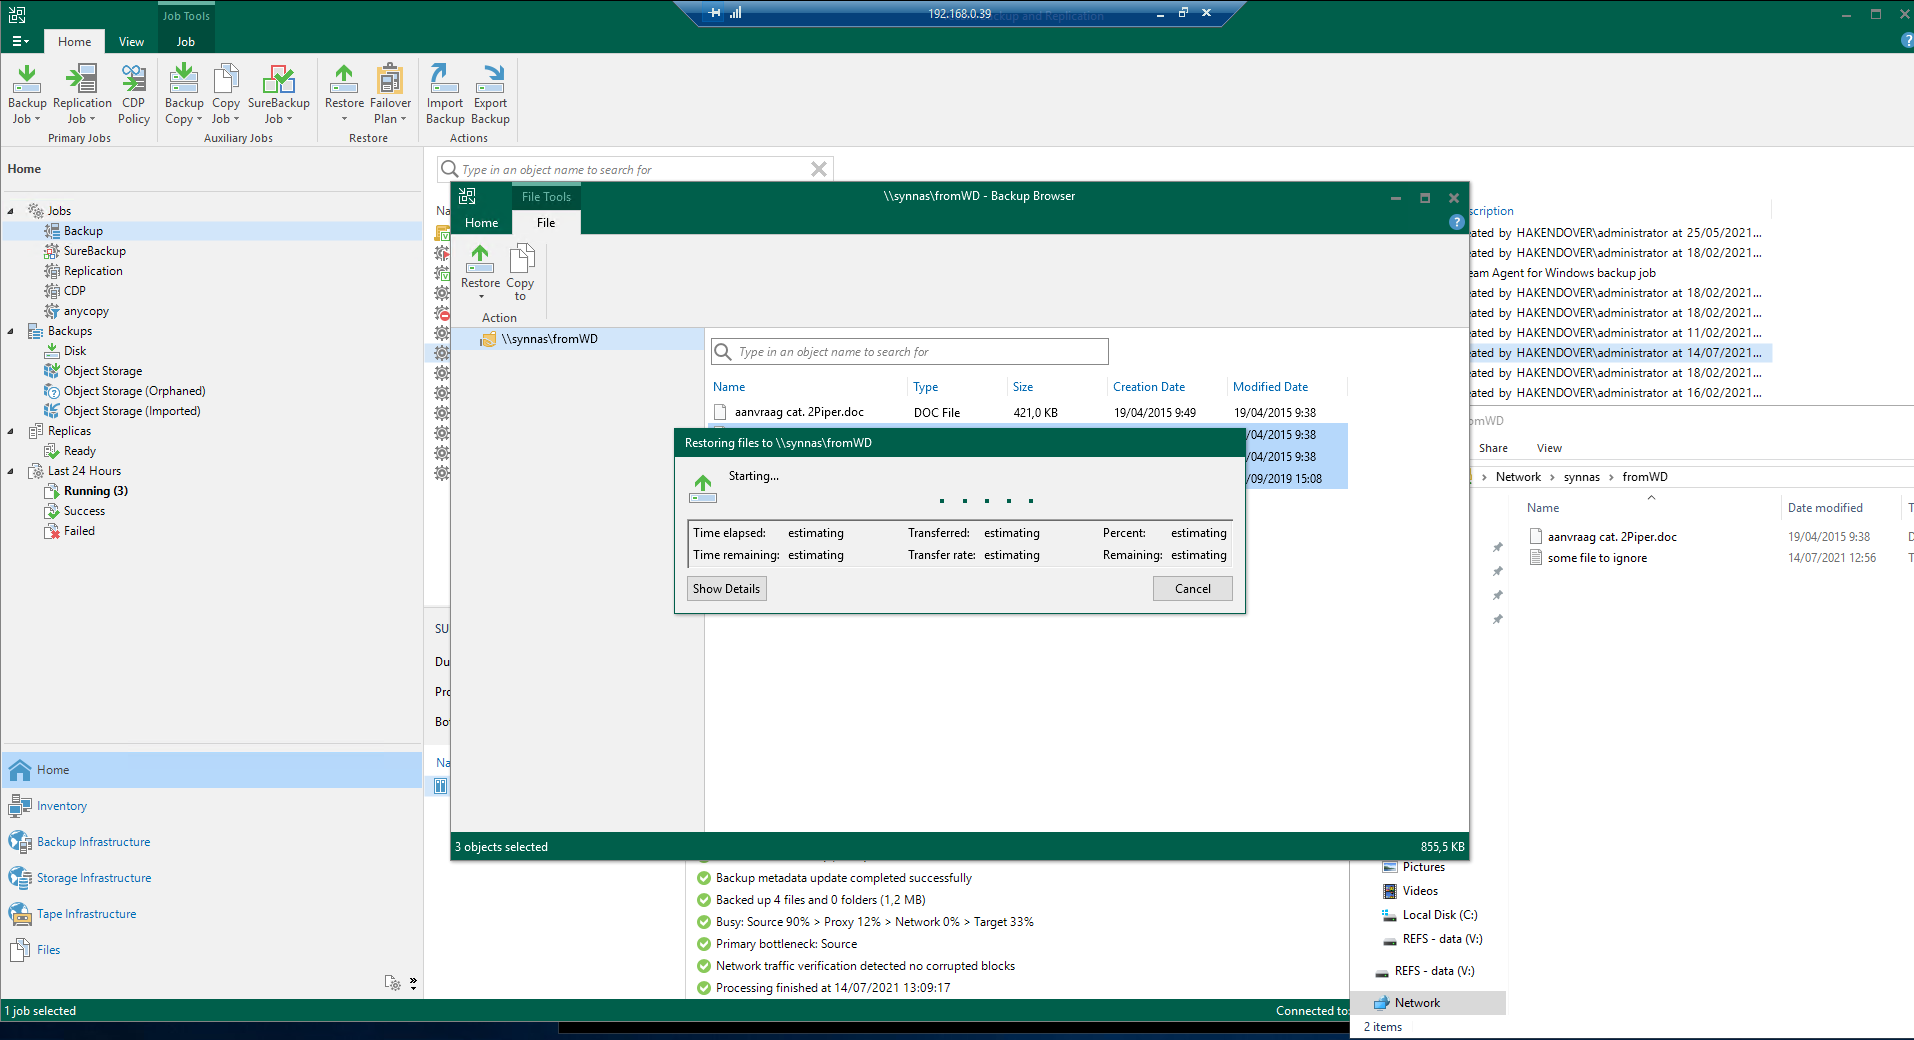 Job Tools
192.168.0.39
Backup and Replication
Home
View
Job
Backup Job
Replication Job
CDP Policy
Primary Jobs
Backup Copy
Copy Job
SureBackup Job
Auxiliary Jobs
Restore
Failover Plan
Restore
Import Backup
Export Backup
Actions
Home
Jobs
Backup
SureBackup
Replication
CDP
anycopy
Backups
Disk
Object Storage
Object Storage (Orphaned)
Object Storage (Imported)
Replicas
Ready
Last 24 Hours
Running (3)
Success
Failed
Home
Inventory
Backup Infrastructure
Storage Infrastructure
Tape Infrastructure
Files
1 job selected
Connected to:
Type in an object name to search for
Na
SU
Du
Pro
Bot
Na
File Tools
\\synnas\fromWD - Backup Browser
Home
File
Restore
Copy to
Action
\\synnas\fromWD
Type in an object name to search for
Name
Type
Size
Creation Date
Modified Date
aanvraag cat. 2Piper.doc
DOC File
421,0 KB
19/04/2015 9:49
19/04/2015 9:38
/04/2015 9:38
/04/2015 9:38
/09/2019 15:08
Restoring files to \\synnas\fromWD
Starting...
Time elapsed: estimating
Transferred: estimating
Percent: estimating
Time remaining: estimating
Transfer rate: estimating
Remaining: estimating
Show Details
Cancel
3 objects selected
855,5 KB
scription
eated by HAKENDOVER\administrator at 25/05/2021...
eated by HAKENDOVER\administrator at 18/02/2021...
eam Agent for Windows backup job
eated by HAKENDOVER\administrator at 18/02/2021...
eated by HAKENDOVER\administrator at 18/02/2021...
eated by HAKENDOVER\administrator at 11/02/2021...
eated by HAKENDOVER\administrator at 14/07/2021...
eated by HAKENDOVER\administrator at 18/02/2021...
eated by HAKENDOVER\administrator at 16/02/2021...
omWD
Share
View
Network > synnas > fromWD
Name
Date modified
T
aanvraag cat. 2Piper.doc
19/04/2015 9:38
D
some file to ignore
14/07/2021 12:56
T
Backup metadata update completed successfully
Backed up 4 files and 0 folders (1,2 MB)
Busy: Source 90% > Proxy 12% > Network 0% > Target 33%
Primary bottleneck: Source
Network traffic verification detected no corrupted blocks
Processing finished at 14/07/2021 13:09:17
Pictures
Videos
Local Disk (C:)
REFS - data (V:)
REFS - data (V:)
Network
2 items